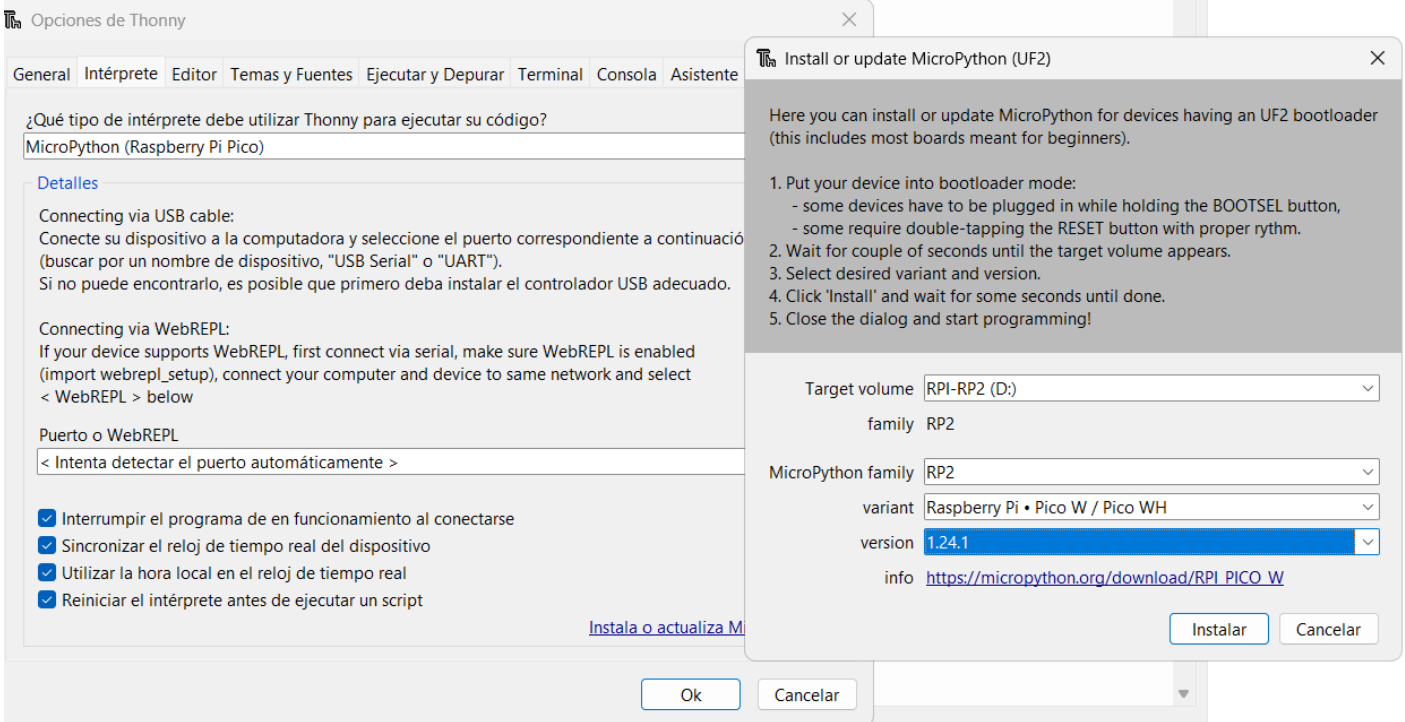 Opciones de Thonny
General Intérprete Editor Temas y Fuentes Ejecutar y Depurar Terminal Consola Asistente
¿Qué tipo de intérprete debe utilizar Thonny para ejecutar su código?
MicroPython (Raspberry Pi Pico)
Detalles
Connecting via USB cable:
Conecte su dispositivo a la computadora y seleccione el puerto correspondiente a continuació
(buscar por un nombre de dispositivo, "USB Serial" o "UART").
Si no puede encontrarlo, es posible que primero deba instalar el controlador USB adecuado.
Connecting via WebREPL:
If your device supports WebREPL, first connect via serial, make sure WebREPL is enabled
(import webrepl_setup), connect your computer and device to same network and select
< WebREPL > below
Puerto o WebREPL
< Intenta detectar el puerto automáticamente >
Interrumpir el programa de en funcionamiento al conectarse
Sincronizar el reloj de tiempo real del dispositivo
Utilizar la hora local en el reloj de tiempo real
Reiniciar el intérprete antes de ejecutar un script
Instala o actualiza Mi
Ok Cancelar
Install or update MicroPython (UF2)
Here you can install or update MicroPython for devices having an UF2 bootloader
(this includes most boards meant for beginners).
1. Put your device into bootloader mode:
- some devices have to be plugged in while holding the BOOTSEL button,
- some require double-tapping the RESET button with proper rythm.
2. Wait for couple of seconds until the target volume appears.
3. Select desired variant and version.
4. Click 'Install' and wait for some seconds until done.
5. Close the dialog and start programming!
Target volume RPI-RP2 (D:)
family RP2
MicroPython family RP2
variant Raspberry Pi • Pico W / Pico WH
version 1.24.1
info https://micropython.org/download/RPI_PICO_W
Instalar Cancelar